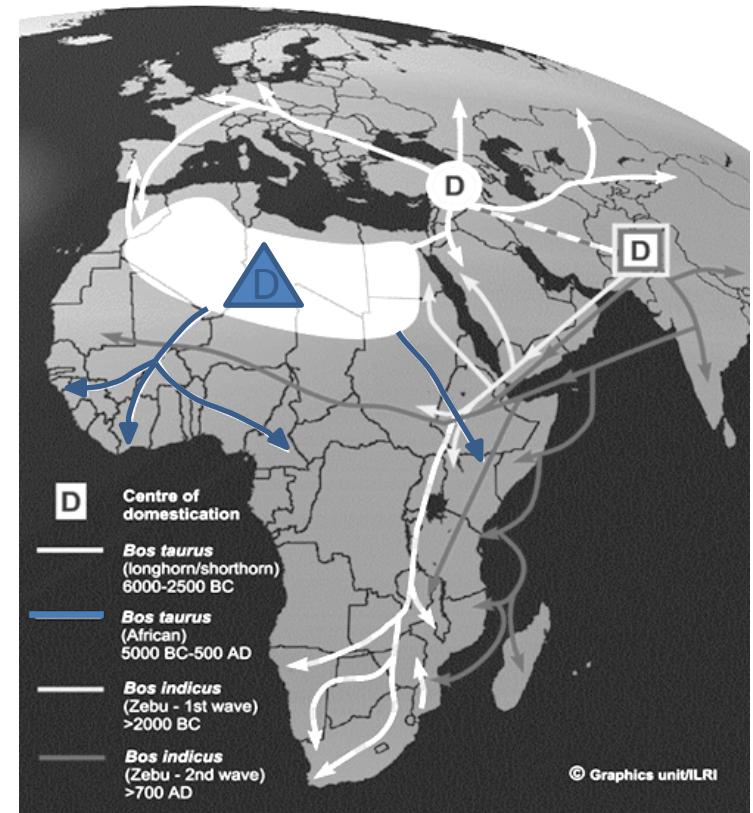 D
D
D
D
Centre of
domestication
Bos taurus
(longhorn/shorthorn)
6000-2500 BC
Bos taurus
(African)
5000 BC-500 AD
Bos indicus
(Zebu - 1st wave)
>2000 BC
Bos indicus
(Zebu - 2nd wave)
>700 AD
© Graphics unit/ILRI